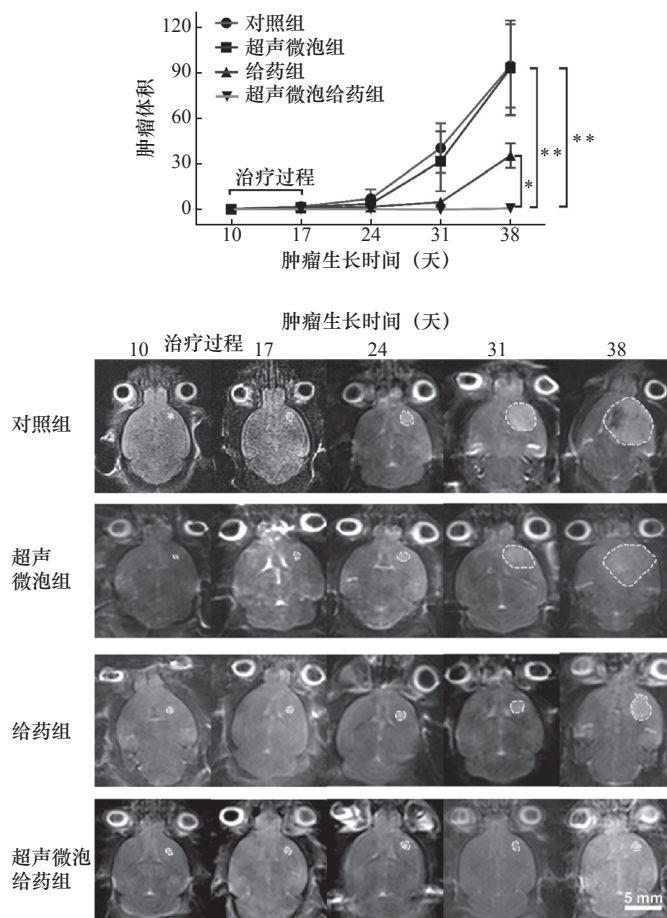 120
90
60
30
0
肿瘤体积
对照组
超声微泡组
给药组
超声微泡给药组
治疗过程
**
**
*
10 17 24 31 38
肿瘤生长时间（天）
肿瘤生长时间（天）
10 治疗过程 17 24 31 38
对照组
超声
微泡组
给药组
超声微泡
给药组
5 mm